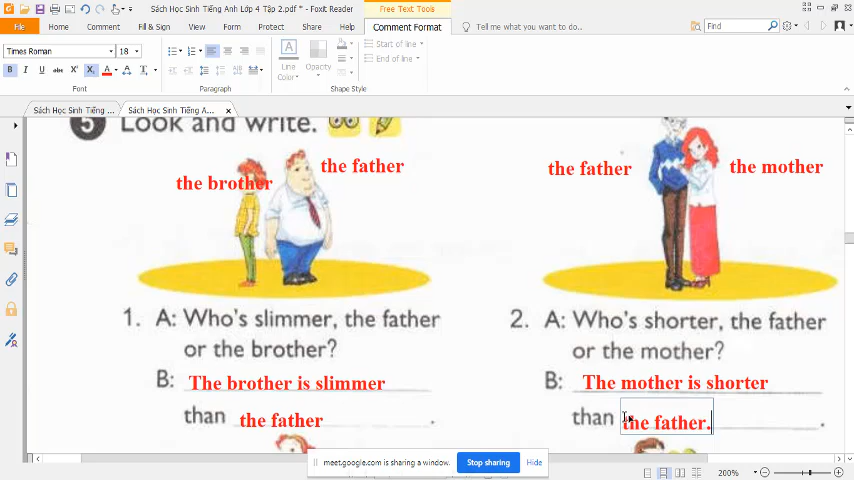 Sách Học Sinh Tiếng Anh Lớp 4 Tập 2.pdf * - Foxit Reader
Free Text Tools
File Home Comment Fill & Sign View Form Protect Share Help Comment Format Tell me what you want to do... Find
Times Roman 18 Line Color Opacity Start of line
End of line
Font Paragraph Shape Style
Sách Học Sinh Tiếng ... Sách Học Sinh Tiếng A...
5 Look and write.
the brother the father the father the mother
1. A: Who's slimmer, the father or the brother?
B: The brother is slimmer
than the father .
2. A: Who's shorter, the father or the mother?
B: The mother is shorter
than the father. .
meet.google.com is sharing a window. Stop sharing Hide
200%